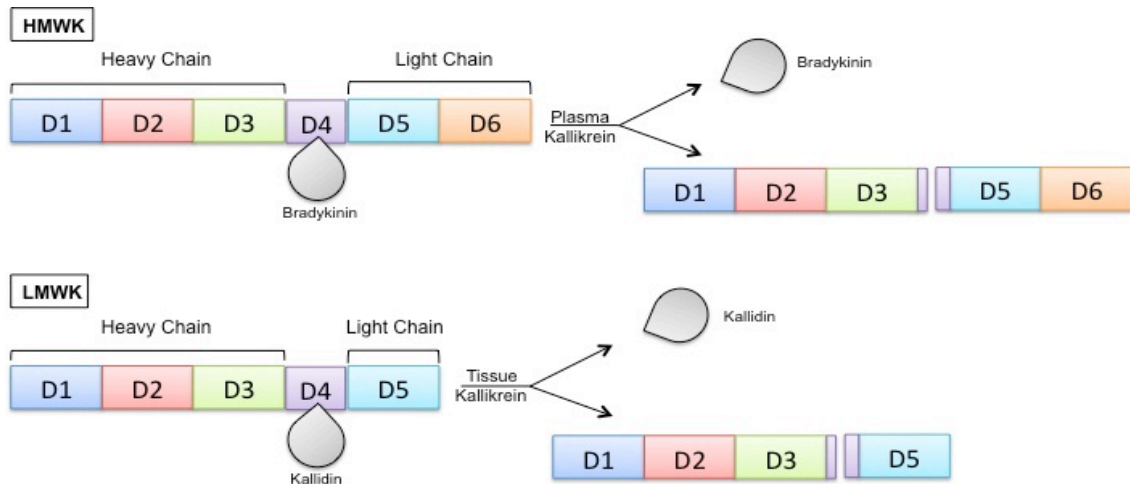 HMWK
Heavy Chain
Light Chain
D1 D2 D3 D4 D5 D6
Bradykinin
Plasma
Kallikrein
Bradykinin
D1 D2 D3 D5 D6
LMWK
Heavy Chain
Light Chain
D1 D2 D3 D4 D5
Kallidin
Tissue
Kallikrein
Kallidin
D1 D2 D3 D5